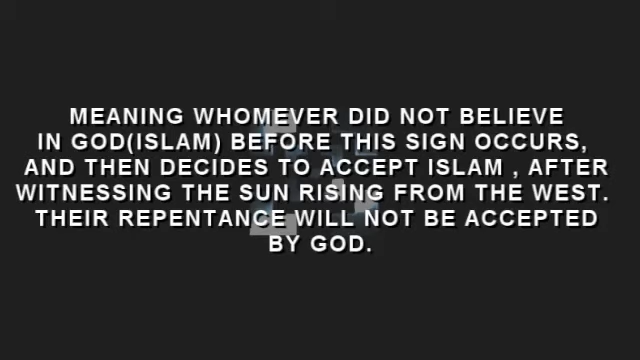 MEANING WHOMEVER DID NOT BELIEVE
IN GOD(ISLAM) BEFORE THIS SIGN OCCURS,
AND THEN DECIDES TO ACCEPT ISLAM , AFTER
WITNESSING THE SUN RISING FROM THE WEST.
THEIR REPENTANCE WILL NOT BE ACCEPTED
BY GOD.